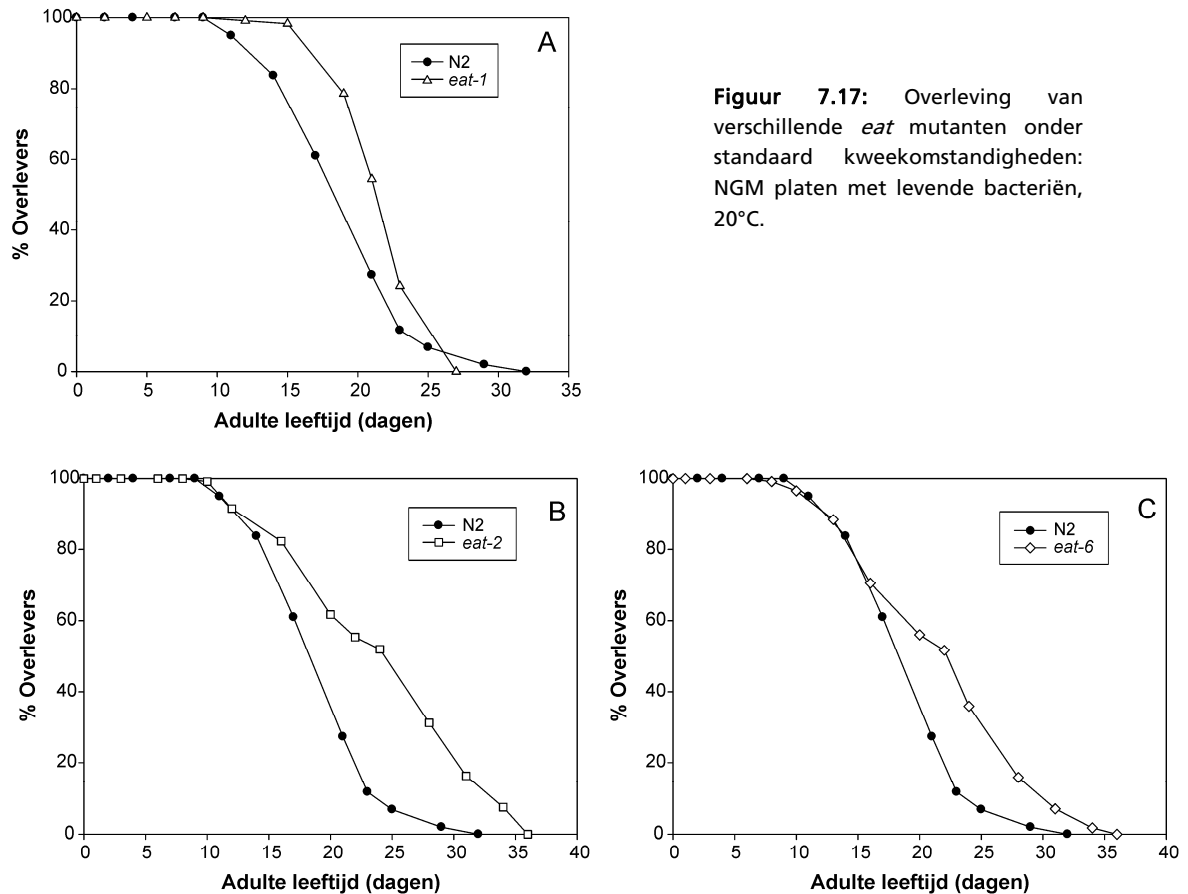 100
80
60
40
20
0
% Overlevers
A
N2
eat-1
0 5 10 15 20 25 30 35
Adulte leeftijd (dagen)
Figuur 7.17: Overleving van
verschillende eat mutanten onder
standaard kweekomstandigheden:
NGM platen met levende bacteriën,
20°C.
100
80
60
40
20
0
% Overlevers
B
N2
eat-2
0 5 10 15 20 25 30 35 40
Adulte leeftijd (dagen)
100
80
60
40
20
0
% Overlevers
C
N2
eat-6
0 5 10 15 20 25 30 35 40
Adulte leeftijd (dagen)